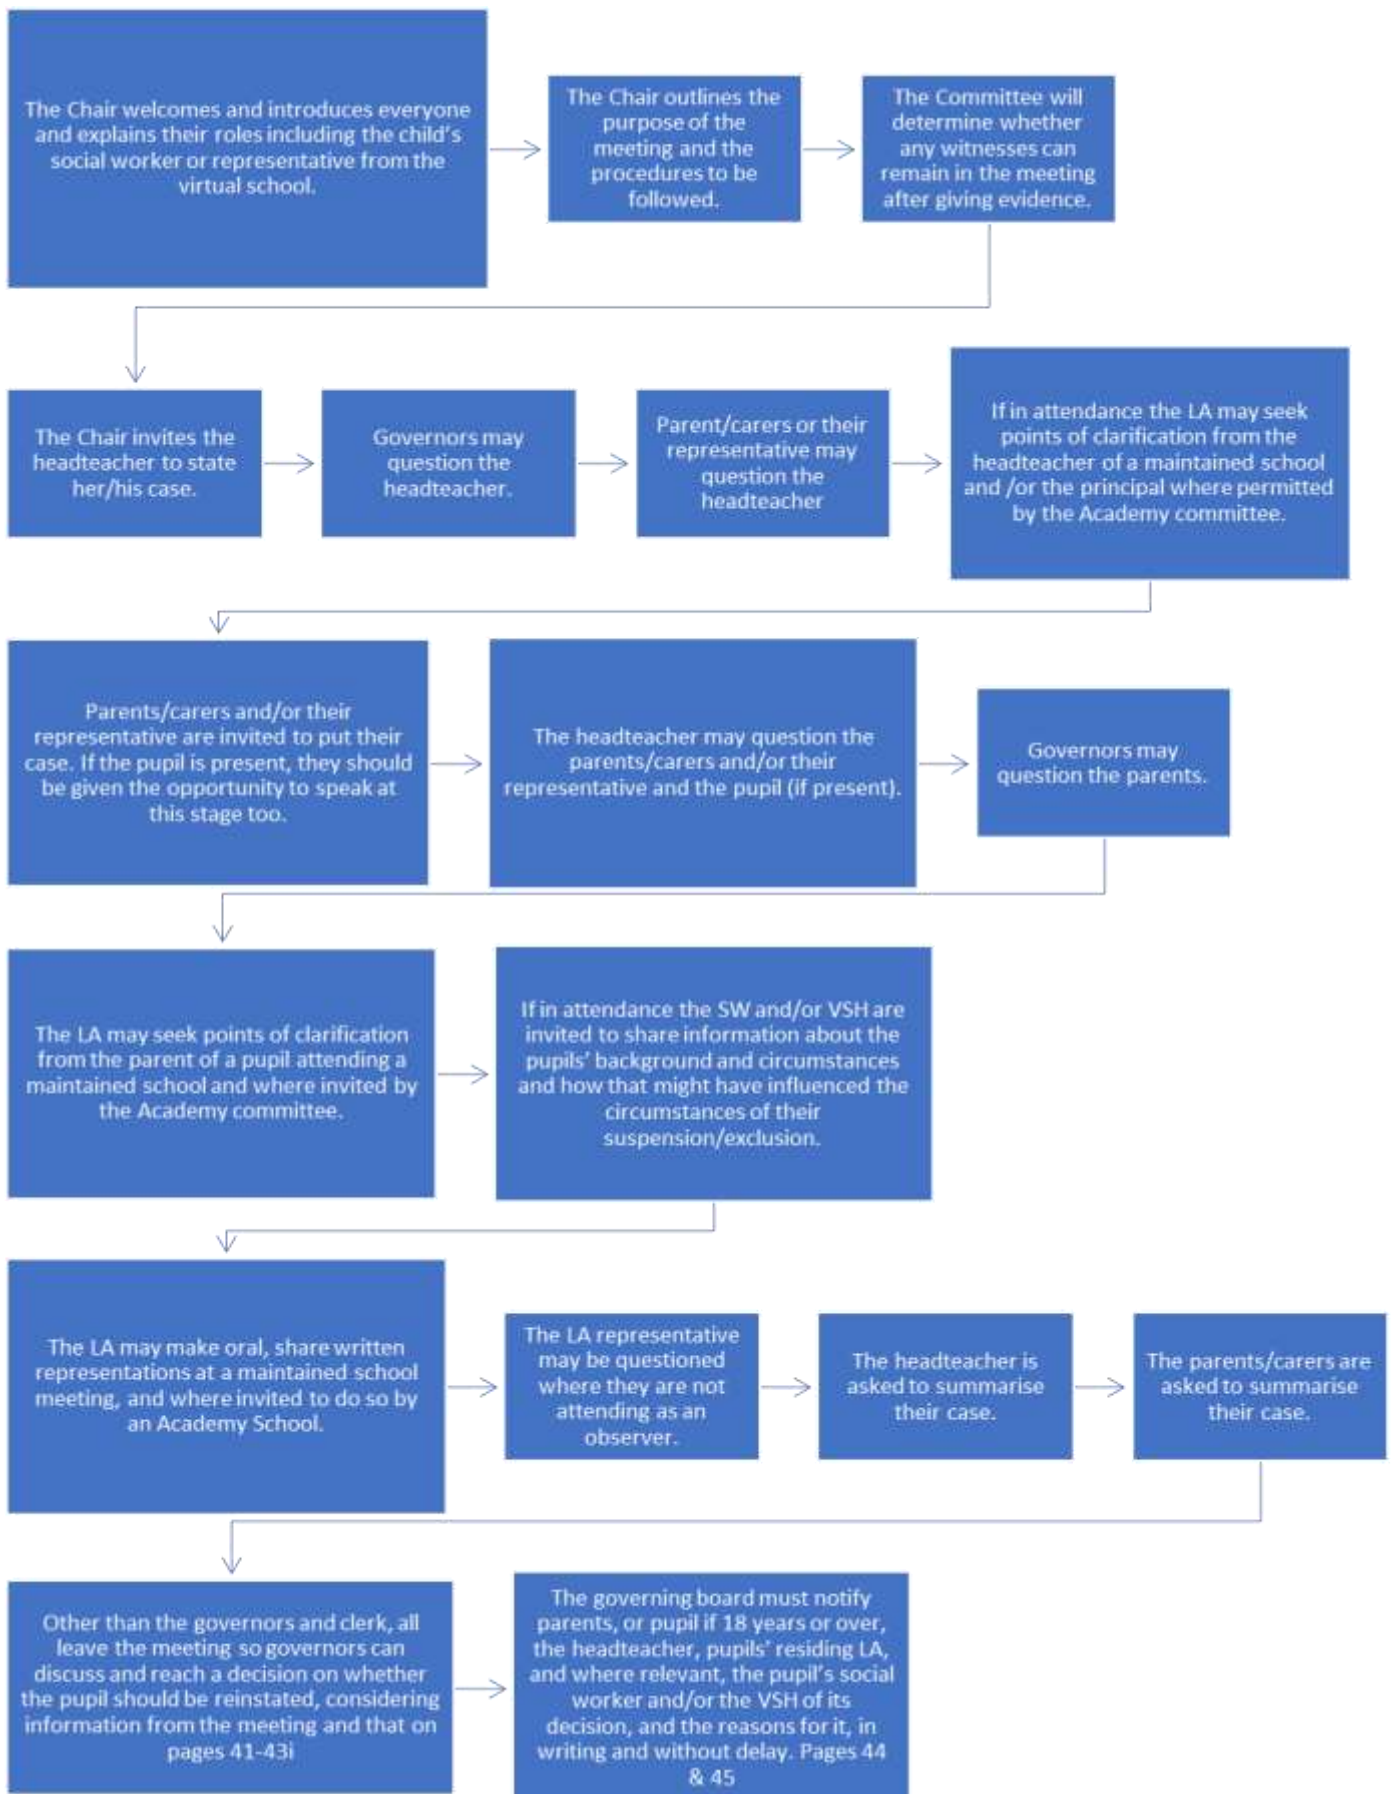 The Chair welcomes and introduces everyone
and explains their roles including the child's
social worker or representative from the
virtual school.
The Chair outlines the
purpose of the
meeting and the
procedures to be
followed.
The Committee will
determine whether
any witnesses can
remain in the meeting
after giving evidence.
The Chair invites the
headteacher to state
her/his case.
Governors may
question the
headteacher.
Parent/carers or their
representative may
question the
headteacher
If in attendance the LA may seek
points of clarification from the
headteacher of a maintained school
and /or the principal where permitted
by the Academy committee.
Parents/carers and/or their
representative are invited to put their
case. If the pupil is present, they should
be given the opportunity to speak at
this stage too.
The headteacher may question the
parents/carers and/or their
representative and the pupil (if present).
Governors may
question the parents.
The LA may seek points of clarification
from the parent of a pupil attending a
maintained school and where invited by
the Academy committee.
If in attendance the SW and/or VSH are
invited to share information about the
pupils' background and circumstances
and how that might have influenced the
circumstances of their
suspension/exclusion.
The LA may make oral, share written
representations at a maintained school
meeting, and where invited to do so by
an Academy School.
The LA representative
may be questioned
where they are not
attending as an
observer.
The headteacher is
asked to summarise
their case.
The parents/carers are
asked to summarise
their case.
Other than the governors and clerk, all
leave the meeting so governors can
discuss and reach a decision on whether
the pupil should be reinstated, considering
information from the meeting and that on
pages 41-43i
The governing board must notify
parents, or pupil if 18 years or over,
the headteacher, pupils' residing LA,
and where relevant, the pupil's social
worker and/or the VSH of its
decision, and the reasons for it, in
writing and without delay. Pages 44
& 45